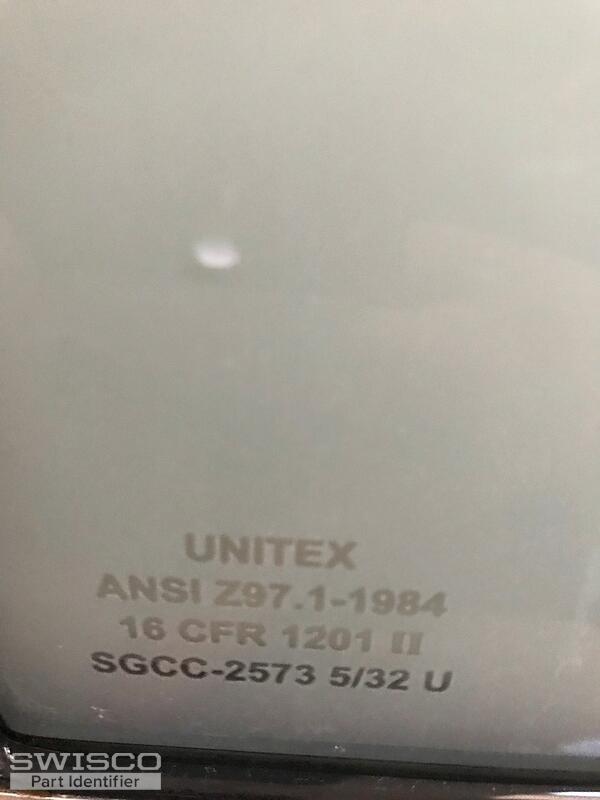 UNITEX
ANSI Z97.1-1984
16 CFR 1201 II
SGCC-2573 5/32 U
SWISCO
Part Identifier